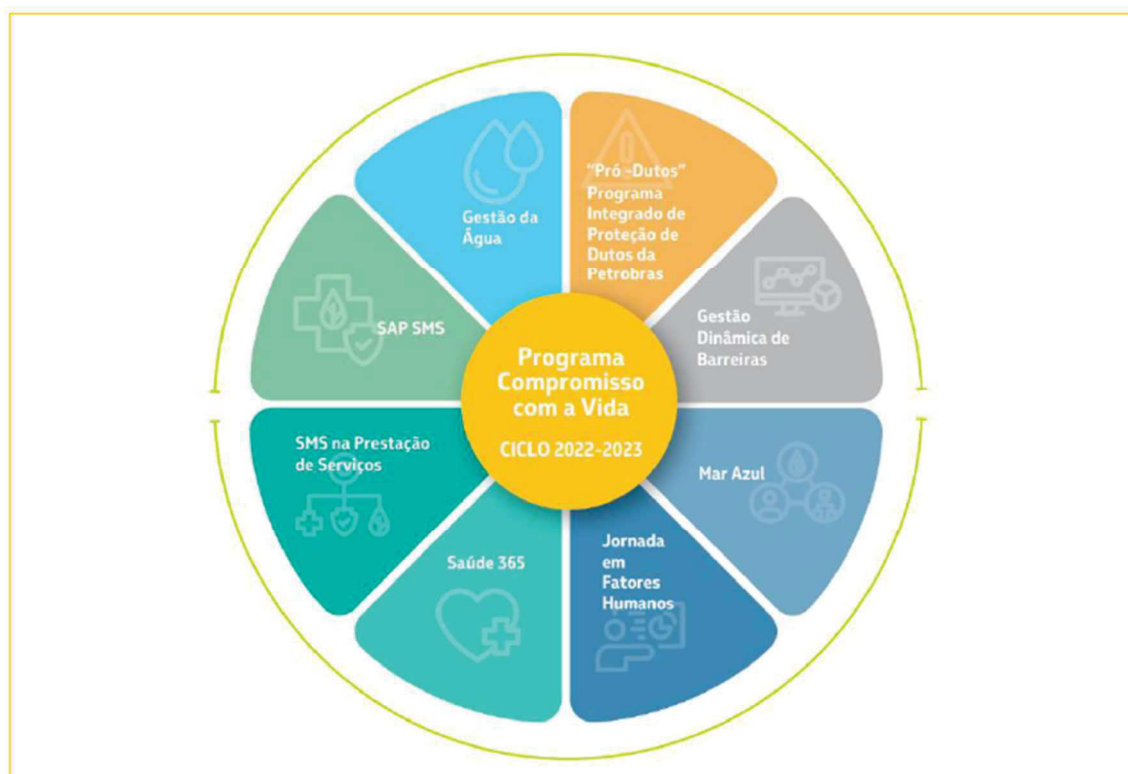 "Pró -Dutos"
Programa
Integrado de
Proteção de
Dutos da
Petrobras
Gestão
Dinâmica de
Barreiras
Mar Azul
Jornada
em
Fatores
Humanos
Saúde 365
SMS na Prestação
de Serviços
SAP SMS
Gestão da
Água
Programa
Compromisso
com a Vida
CICLO 2022-2023